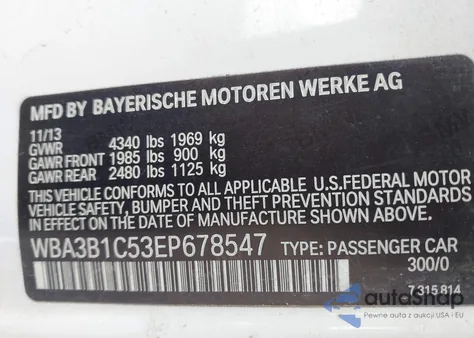 MFD BY BAYERISCHE MOTOREN WERKE AG
11/13
GVWR 4340 lbs 1969 kg
GAWR FRONT 1985 lbs 900 kg
GAWR REAR 2480 lbs 1125 kg
THIS VEHICLE CONFORMS TO ALL APPLICABLE U.S.FEDERAL MOTOR
VEHICLE SAFETY, BUMPER AND THEFT PREVENTION STANDARDS IN
EFFECT ON THE DATE OF MANUFACTURE SHOWN ABOVE.
WBA3B1C53EP678547 TYPE: PASSENGER CAR
300/0
7 315 814
autoSnap
Pewne auta z aukcji USA i Kanady